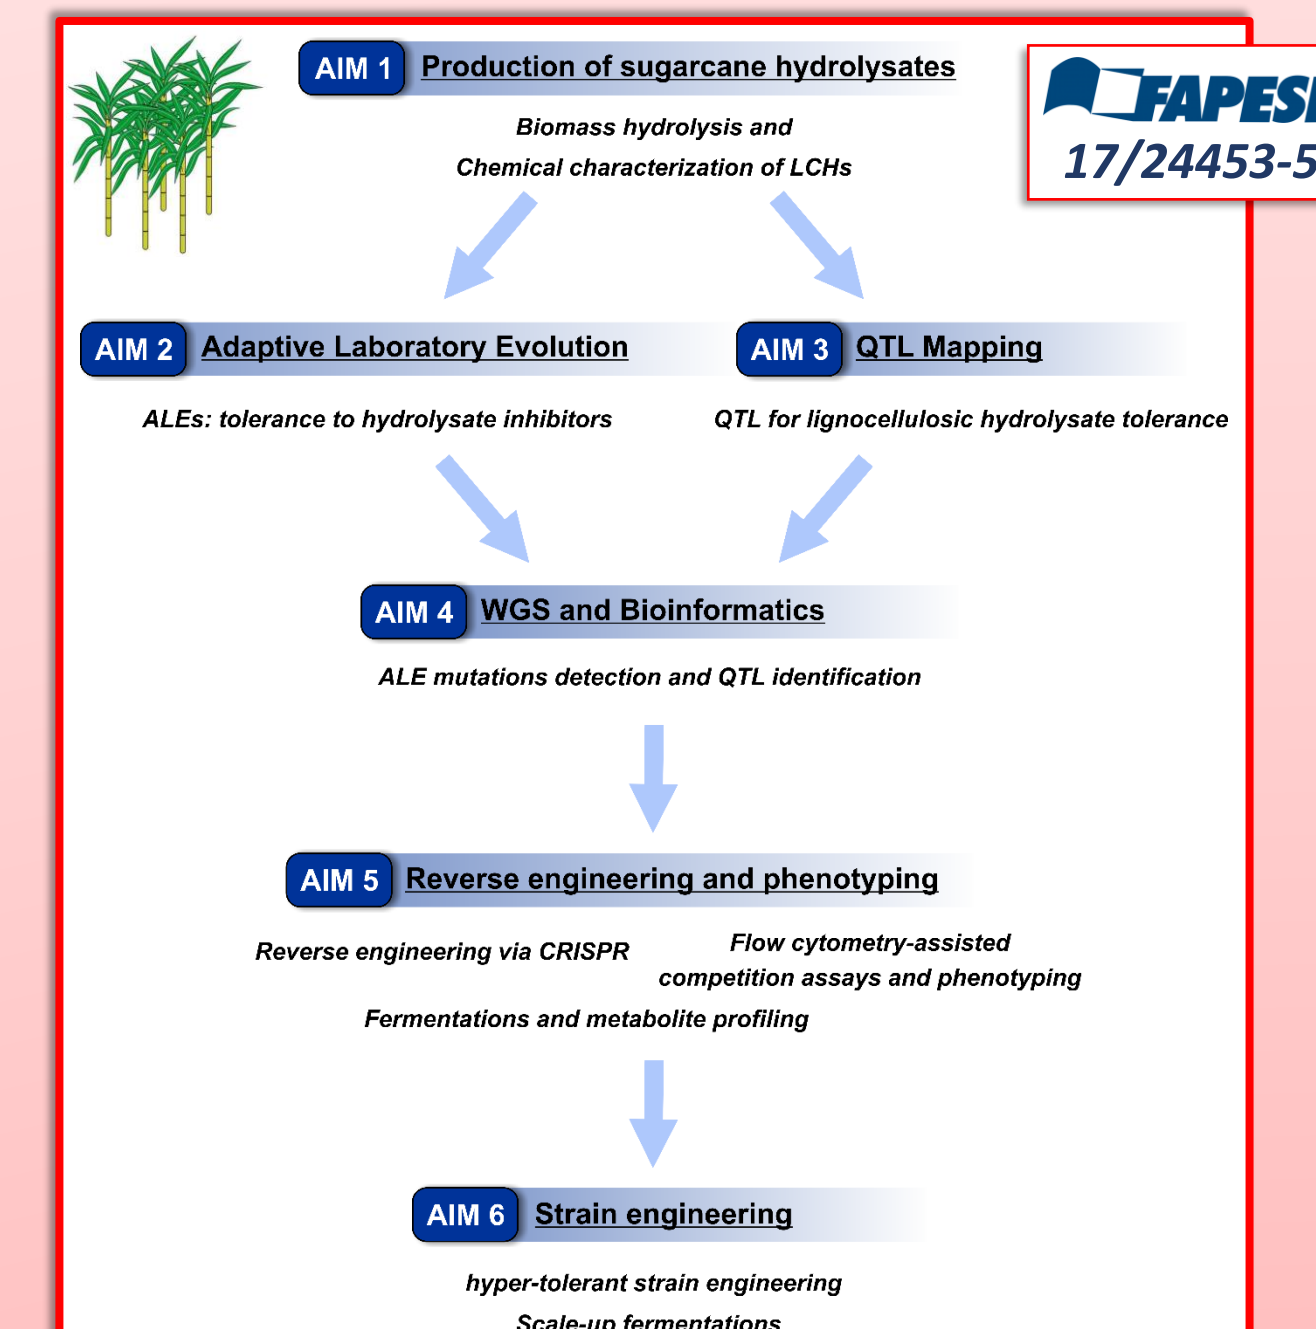 AIM 1 Production of sugarcane hydrolysates
Biomass hydrolysis and
Chemical characterization of LCHs
FAPES
17/24453-5
AIM 2 Adaptive Laboratory Evolution
AIM 3 QTL Mapping
ALEs: tolerance to hydrolysate inhibitors
QTL for lignocellulosic hydrolysate tolerance
AIM 4 WGS and Bioinformatics
ALE mutations detection and QTL identification
AIM 5 Reverse engineering and phenotyping
Reverse engineering via CRISPR
Flow cytometry-assisted
competition assays and phenotyping
Fermentations and metabolite profiling
AIM 6 Strain engineering
hyper-tolerant strain engineering
Scale-up fermentations